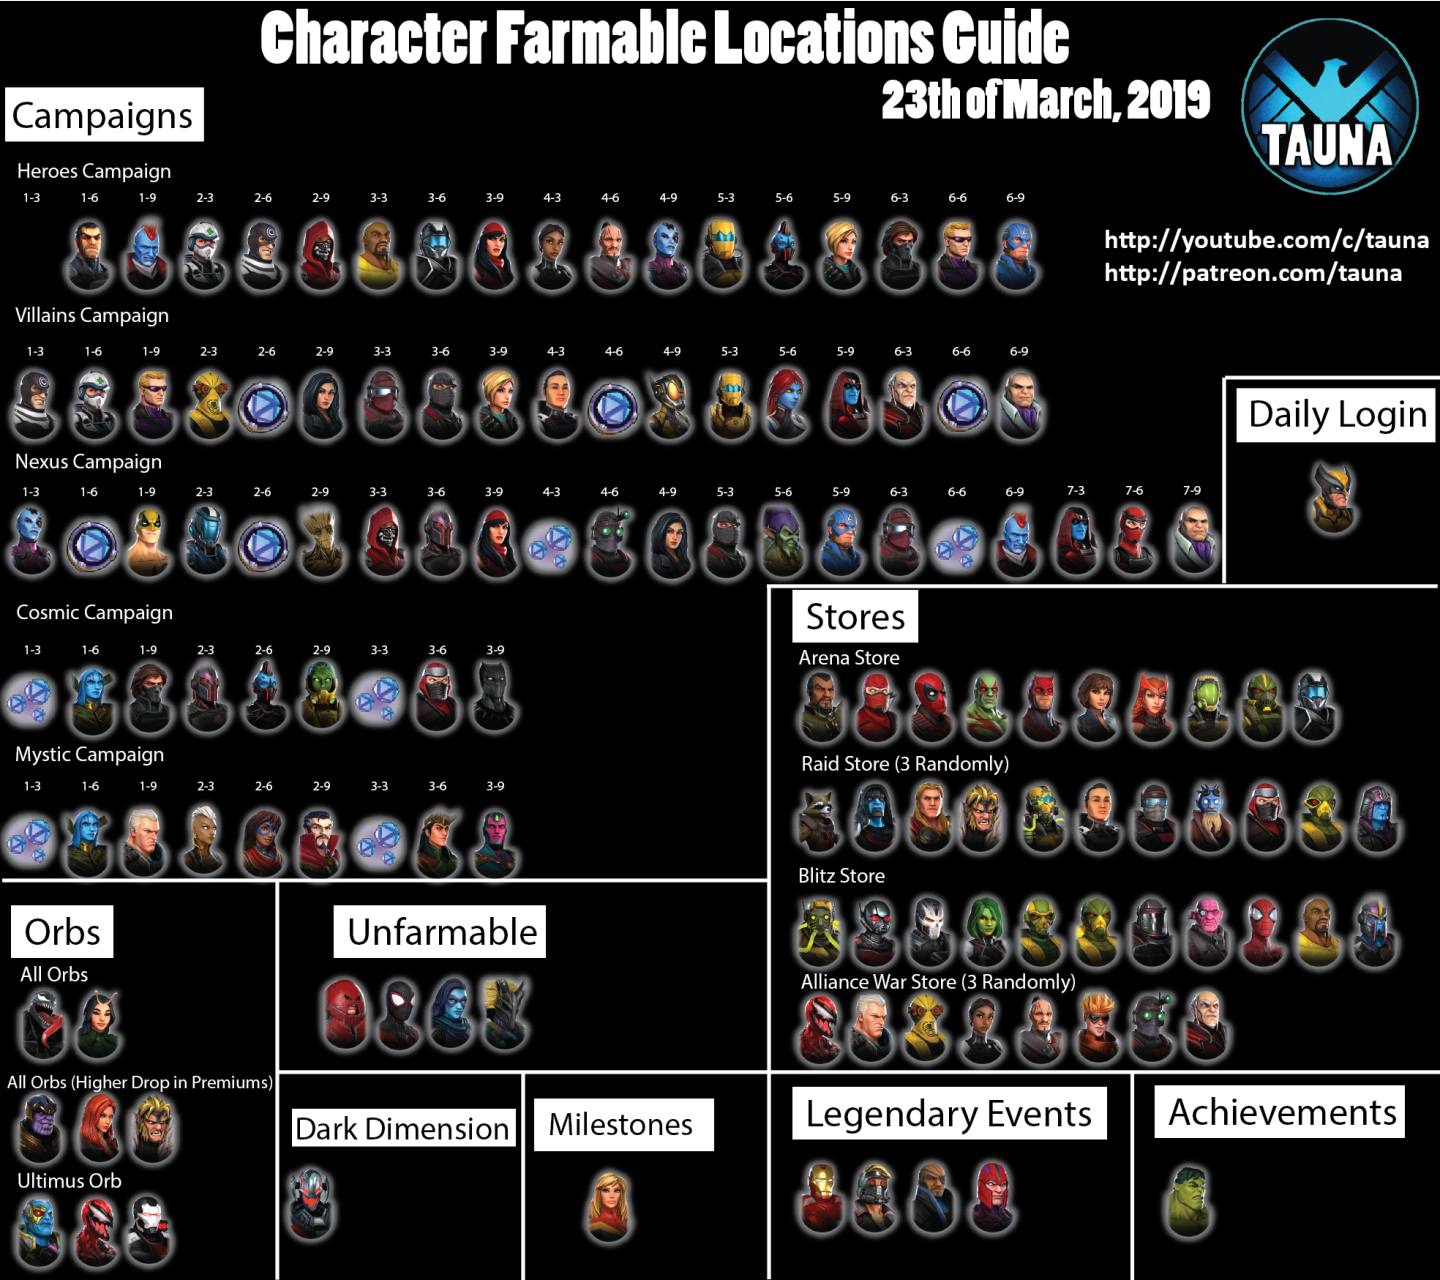 Character Farmable Locations Guide
23th of March, 2019
TAUNA
http://youtube.com/c/tauna
http://patreon.com/tauna
Campaigns
Heroes Campaign
1-3 1-6 1-9 2-3 2-6 2-9 3-3 3-6 3-9 4-3 4-6 4-9 5-3 5-6 5-9 6-3 6-6 6-9
Villains Campaign
1-3 1-6 1-9 2-3 2-6 2-9 3-3 3-6 3-9 4-3 4-6 4-9 5-3 5-6 5-9 6-3 6-6 6-9
Nexus Campaign
1-3 1-6 1-9 2-3 2-6 2-9 3-3 3-6 3-9 4-3 4-6 4-9 5-3 5-6 5-9 6-3 6-6 6-9 7-3 7-6 7-9
Cosmic Campaign
1-3 1-6 1-9 2-3 2-6 2-9 3-3 3-6 3-9
Mystic Campaign
1-3 1-6 1-9 2-3 2-6 2-9 3-3 3-6 3-9
Daily Login
Stores
Arena Store
Raid Store (3 Randomly)
Blitz Store
Alliance War Store (3 Randomly)
Orbs
All Orbs
All Orbs (Higher Drop in Premiums)
Ultimus Orb
Unfarmable
Dark Dimension
Milestones
Legendary Events
Achievements